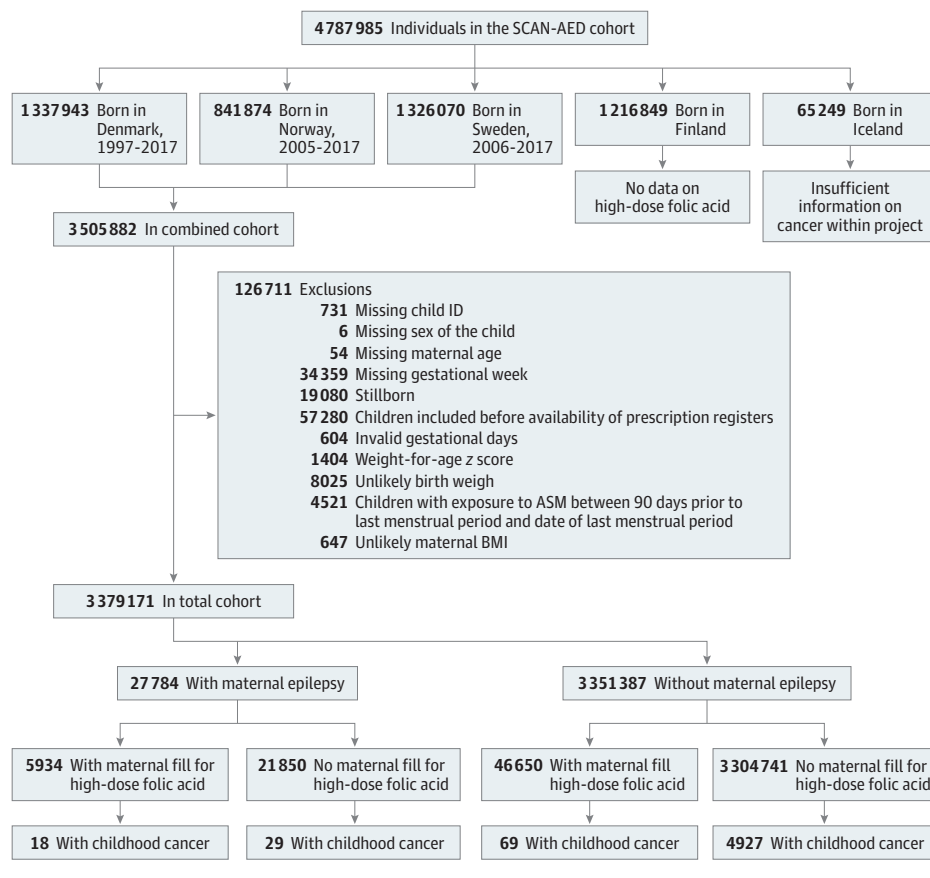 4787985 Individuals in the SCAN-AED cohort
1337943 Born in
Denmark,
1997-2017
841874 Born in
Norway,
2005-2017
1326070 Born in
Sweden,
2006-2017
1216849 Born in
Finland
65249 Born in
Iceland
No data on
high-dose folic acid
Insufficient
information on
cancer within project
3505882 In combined cohort
126711 Exclusions
731 Missing child ID
6 Missing sex of the child
54 Missing maternal age
34359 Missing gestational week
19080 Stillborn
57280 Children included before availability of prescription registers
604 Invalid gestational days
1404 Weight-for-age z score
8025 Unlikely birth weigh
4521 Children with exposure to ASM between 90 days prior to
last menstrual period and date of last menstrual period
647 Unlikely maternal BMI
3379171 In total cohort
27784 With maternal epilepsy
3351387 Without maternal epilepsy
5934 With maternal fill for
high-dose folic acid
21850 No maternal fill for
high-dose folic acid
46650 With maternal fill
high-dose folic acid
3304741 No maternal fill for
high-dose folic acid
18 With childhood cancer
29 With childhood cancer
69 With childhood cancer
4927 With childhood cancer